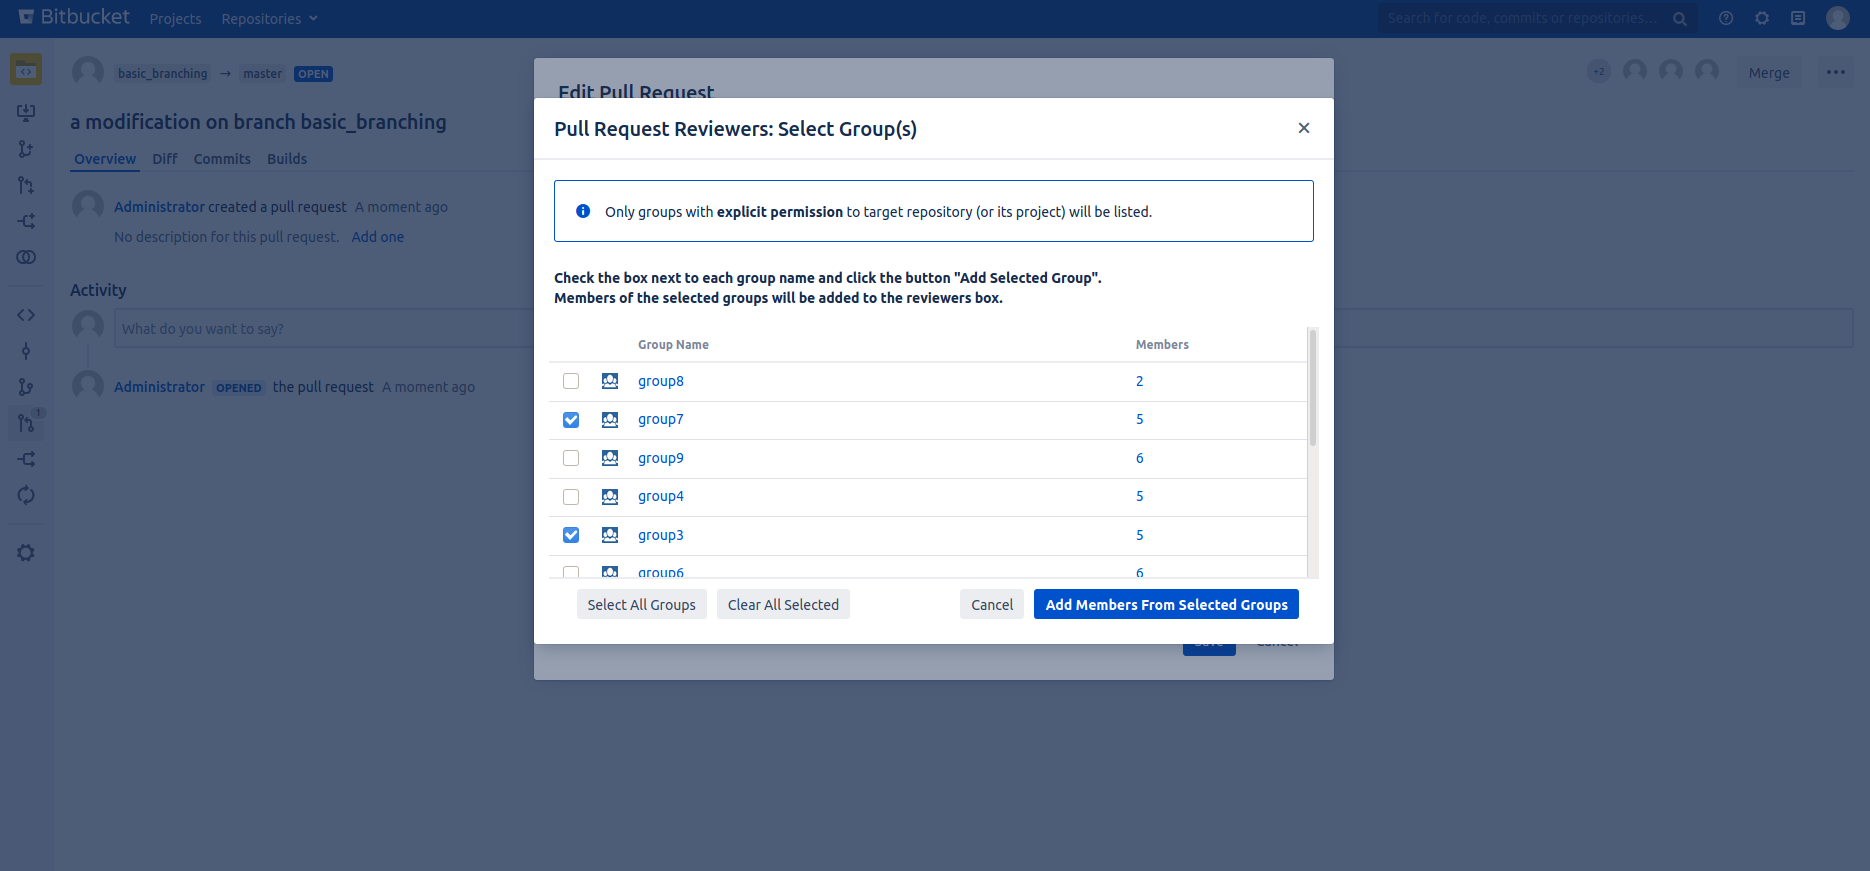 Bitbucket Projects Repositories Search for code, commits or repositories...
basic_branching → master OPEN +2 Merge
Edit Pull Request
a modification on branch basic_branching
Overview Diff Commits Builds
Administrator created a pull request A moment ago
No description for this pull request. Add one
Activity
What do you want to say?
Administrator OPENED the pull request A moment ago
1
Pull Request Reviewers: Select Group(s)
Only groups with explicit permission to target repository (or its project) will be listed.
Check the box next to each group name and click the button "Add Selected Group".
Members of the selected groups will be added to the reviewers box.
Group Name Members
group8 2
group7 5
group9 6
group4 5
group3 5
group6 6
Select All Groups Clear All Selected Cancel Add Members From Selected Groups
Save Cancel